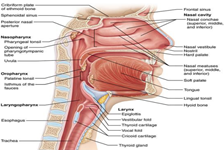 Cribriform plate
of ethmoid bone
Sphenoidal sinus
Posterior nasal
aperture
Nasopharynx
Pharyngeal tonsil
Opening of
pharyngotympanic
tube
Uvula
Oropharynx
Palatine tonsil
Isthmus of the
fauces
Laryngopharynx
Esophagus
Trachea
Frontal sinus
Nasal cavity
Nasal conchae
(superior, middle
and inferior)
Nasal vestibule
Nostril
Hard palate
Nasal meatuses
(superior, middle,
and inferior)
Soft palate
Tongue
Lingual tonsil
Hyoid bone
Larynx
Epiglottis
Vestibular fold
Thyroid cartilage
Vocal fold
Cricoid cartilage
Thyroid gland